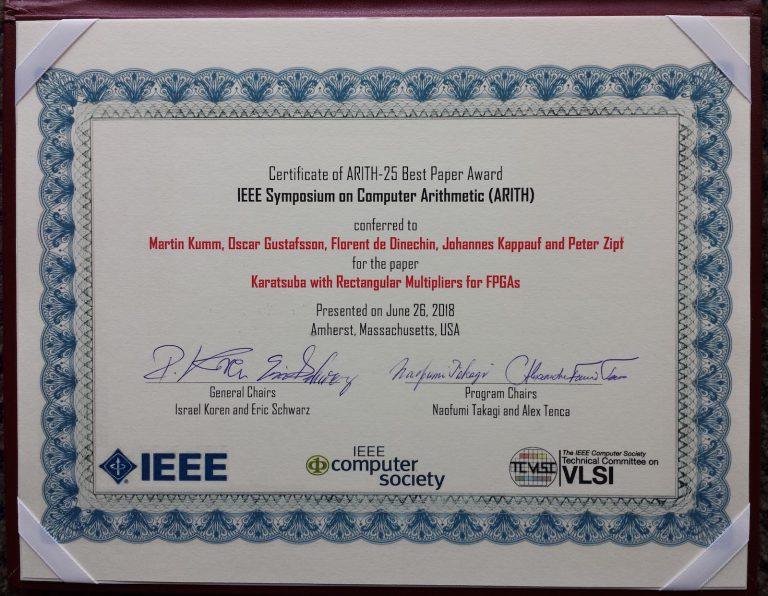 Certificate of ARITH-25 Best Paper Award
IEEE Symposium on Computer Arithmetic (ARITH)
conferred to
Martin Kumm, Oscar Gustafsson, Florent de Dinechin, Johannes Kappauf and Peter Zipf
for the paper
Karatsuba with Rectangular Multipliers for FPGAs
Presented on June 26, 2018
Amherst, Massachusetts, USA
General Chairs
Israel Koren and Eric Schwarz
Naofumi Takagi
Program Chairs
Naofumi Takagi and Alex Tenca
IEEE
IEEE
computer
society
TCVLSI
The IEEE Computer Society
Technical Committee on
VLSI